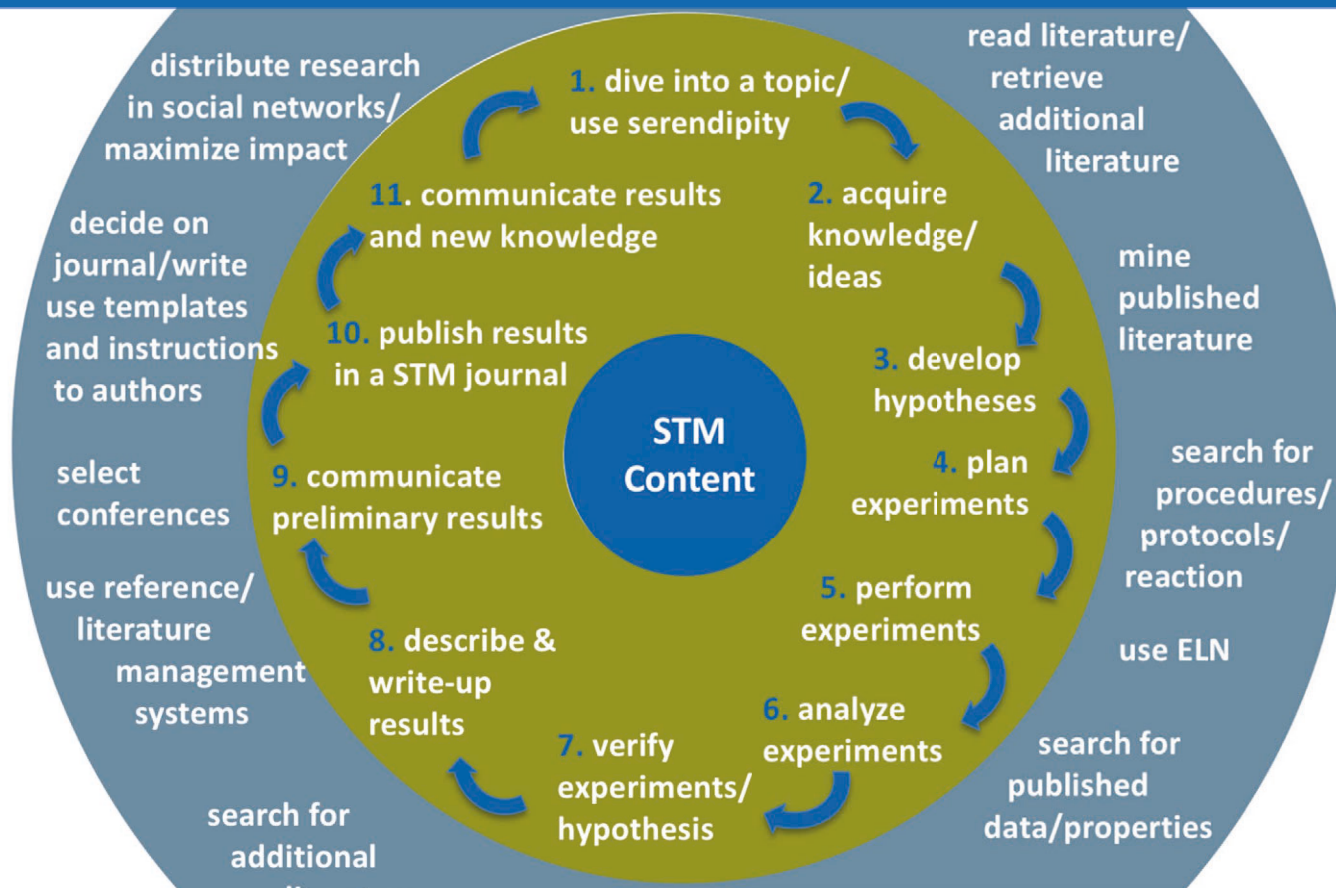 distribute research
in social networks/
maximize impact
decide on
journal/write
use templates
and instructions
to authors
select
conferences
use reference/
literature
management
systems
search for
additional
1. dive into a topic/
use serendipity
2. acquire
knowledge/
ideas
3. develop
hypotheses
4. plan
experiments
5. perform
experiments
6. analyze
experiments
7. verify
experiments/
hypothesis
8. describe &
write-up
results
9. communicate
preliminary results
10. publish results
in a STM journal
11. communicate results
and new knowledge
STM
Content
read literature/
retrieve
additional
literature
mine
published
literature
search for
procedures/
protocols/
reaction
use ELN
search for
published
data/properties